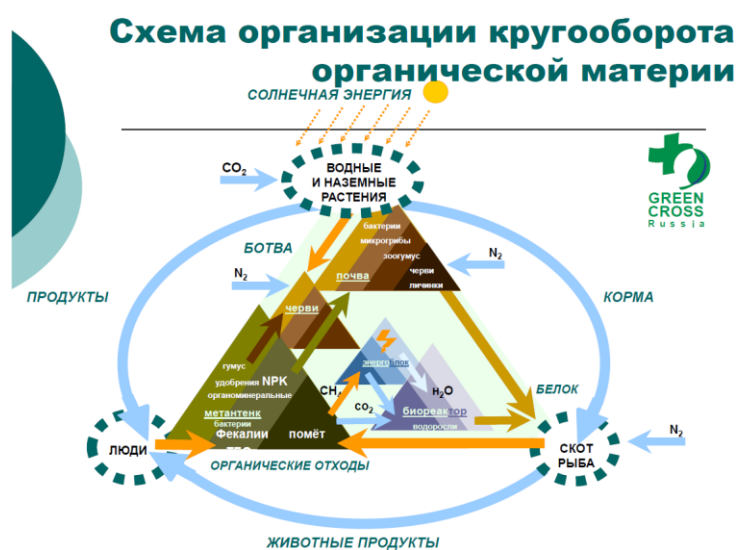 Схема организации кругооборота
органической материи
СОЛНЕЧНАЯ ЭНЕРГИЯ
CO2
ВОДНЫЕ
И НАЗЕМНЫЕ
РАСТЕНИЯ
GREEN
CROSS
Russia
БОТВА
бактерии
микрогрибы
зоогумус
черви
личинки
почва
N2
N2
ПРОДУКТЫ
КОРМА
черви
энергоблок
гумус
удобрения NPK
органоминеральные
CH4
H2O
БЕЛОК
метантенк
бактерии
CO2
биореактор
водоросли
Фекалии помёт
ЛЮДИ
СКОТ
РЫБА
N2
ОРГАНИЧЕСКИЕ ОТХОДЫ
ЖИВОТНЫЕ ПРОДУКТЫ